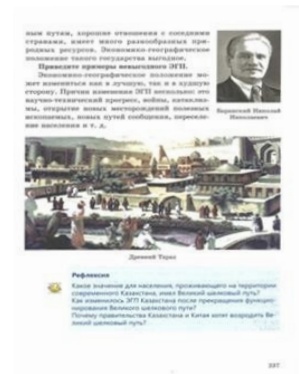 вым путям, хорошие отношения с соседними
странами, имеет много разнообразных при-
родных ресурсов. Экономико-географическое
положение такого государства выгодное.
Приведите примеры невыгодного ЭГП.
Экономико-географическое положение мо-
жет изменяться как в лучшую, так и в худшую
сторону. Причин изменения ЭГП несколько: это
научно-технический прогресс, войны, катаклиз-
мы, открытие новых месторождений полезных
ископаемых, новых путей сообщения, переселе-
ние населения и т. д.
Баранский Николай
Николаевич
Древний Тараз
Рефлексия
Какое значение для населения, проживающего на территории
современного Казахстана, имел Великий шелковый путь?
Как изменилось ЭГП Казахстана после прекращения функцио-
нирования Великого шелкового пути?
Почему правительства Казахстана и Китая хотят возродить Ве-
ликий шелковый путь?